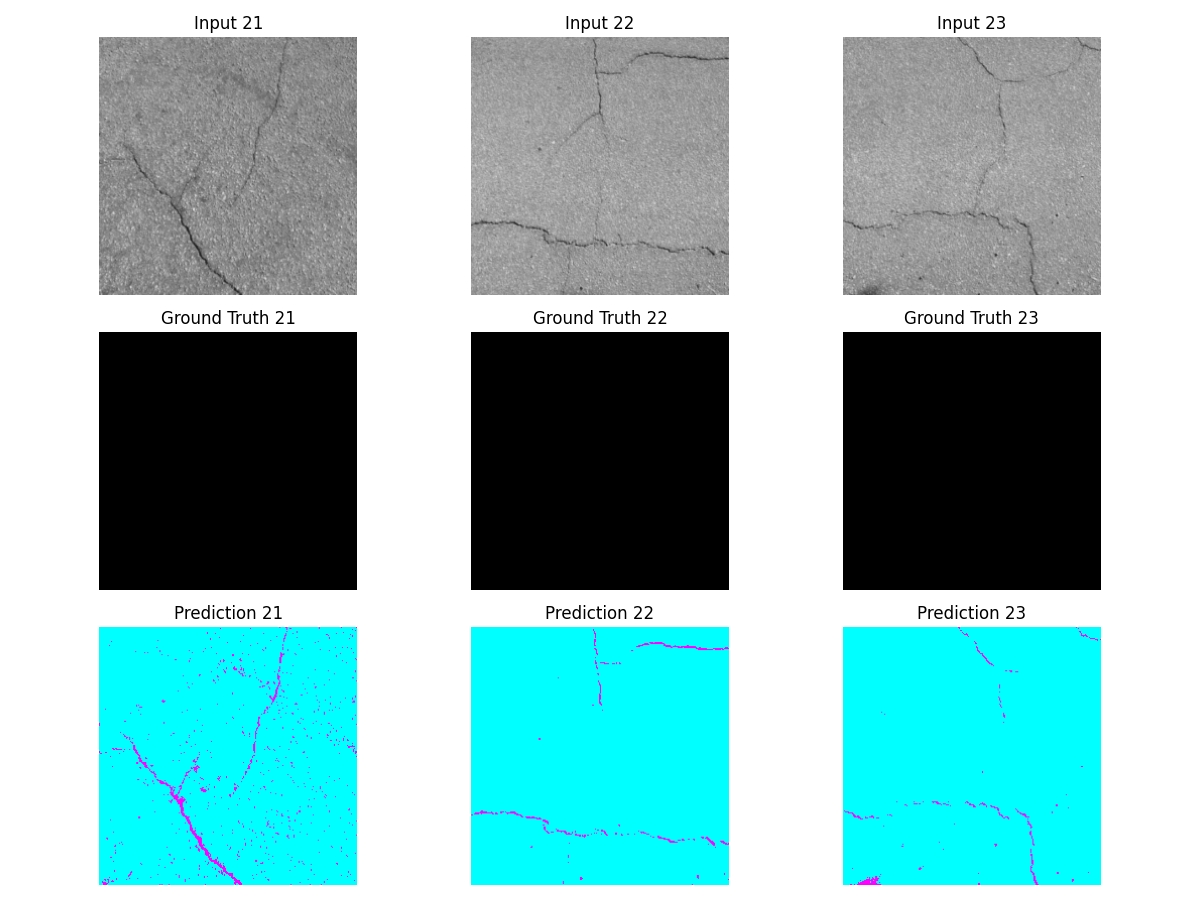 Input 21
Input 22
Input 23
Ground Truth 21
Ground Truth 22
Ground Truth 23
Prediction 21
Prediction 22
Prediction 23